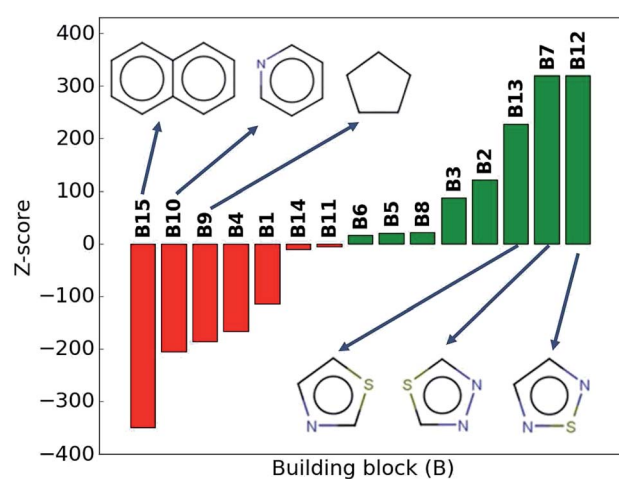 Z-score
400
300
200
100
0
−100
−200
−300
−400
B15
B10
B9
B4
B1
B14
B11
B6
B5
B8
B3
B2
B13
B7
B12
N
S
N
S
N
N
N
N
S
Building block (B)